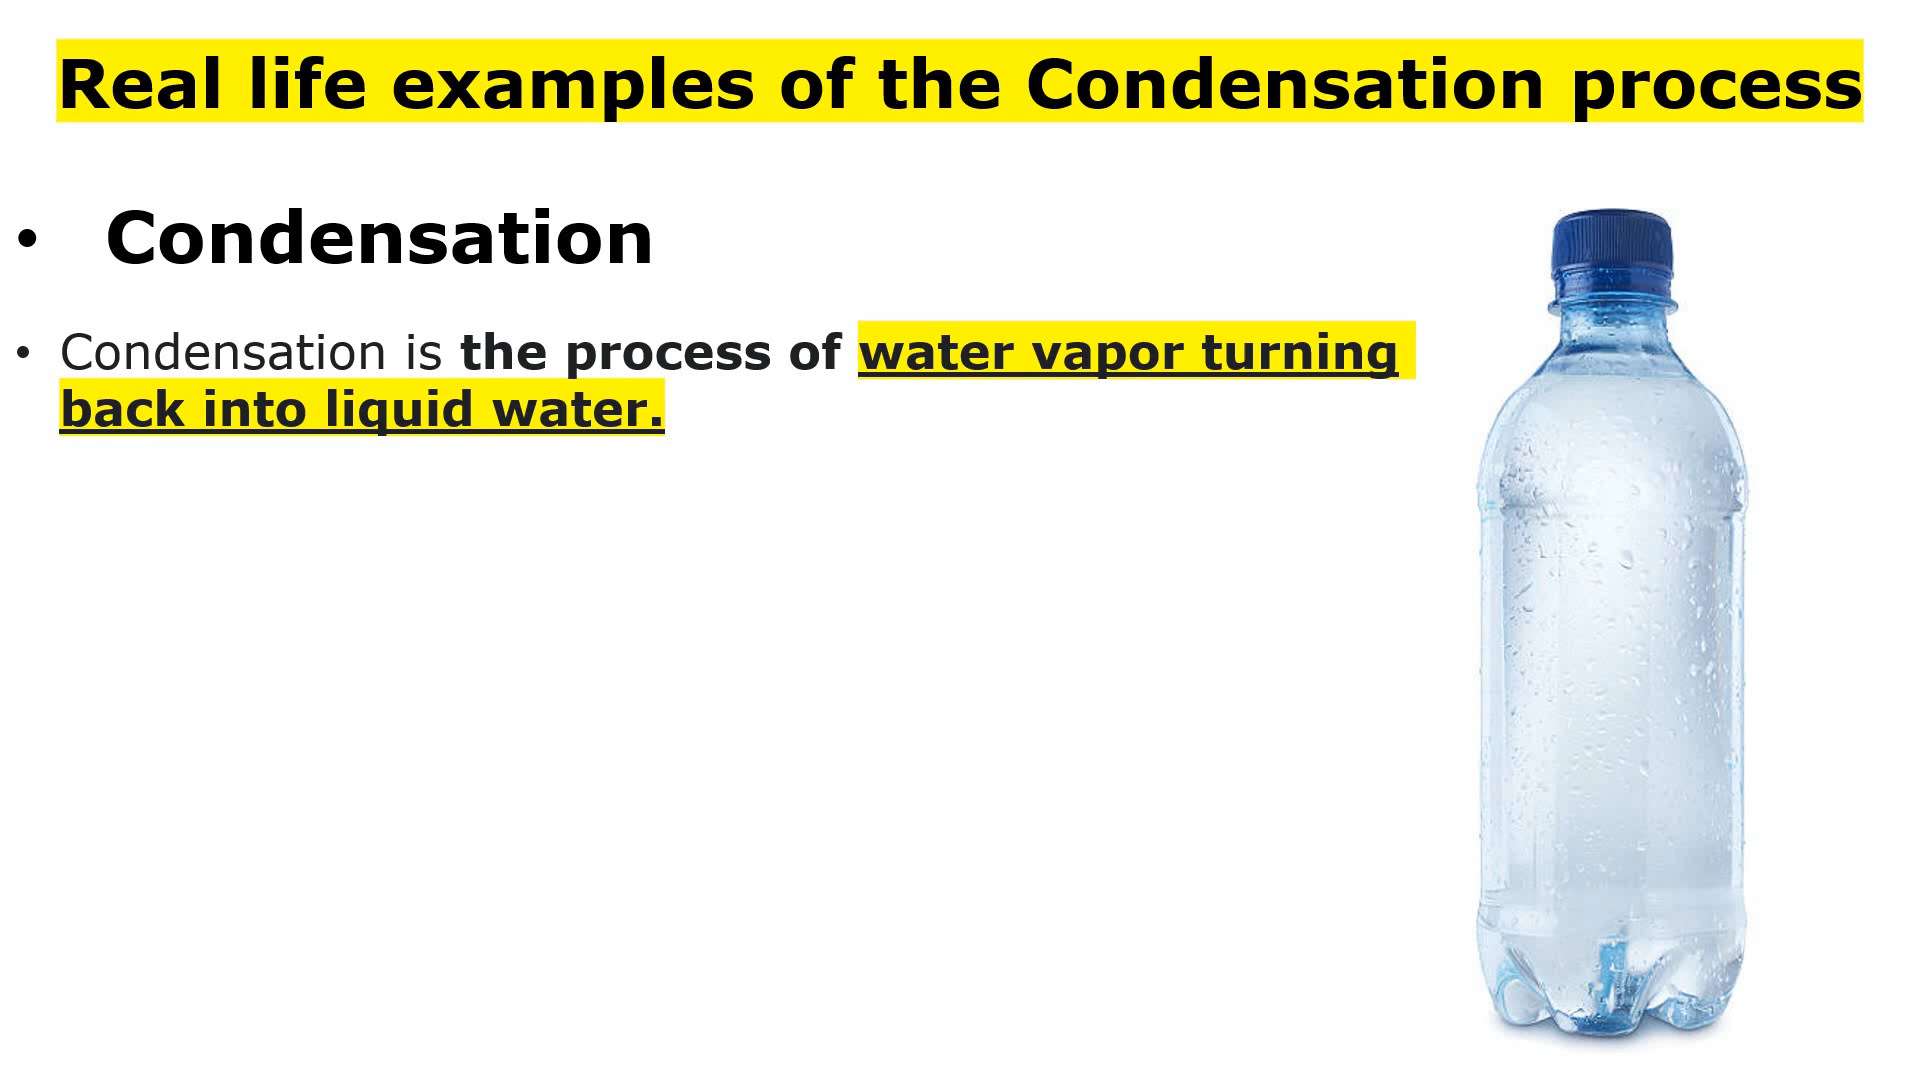 Real life examples of the Condensation process
• Condensation
• Condensation is the process of water vapor turning
back into liquid water.